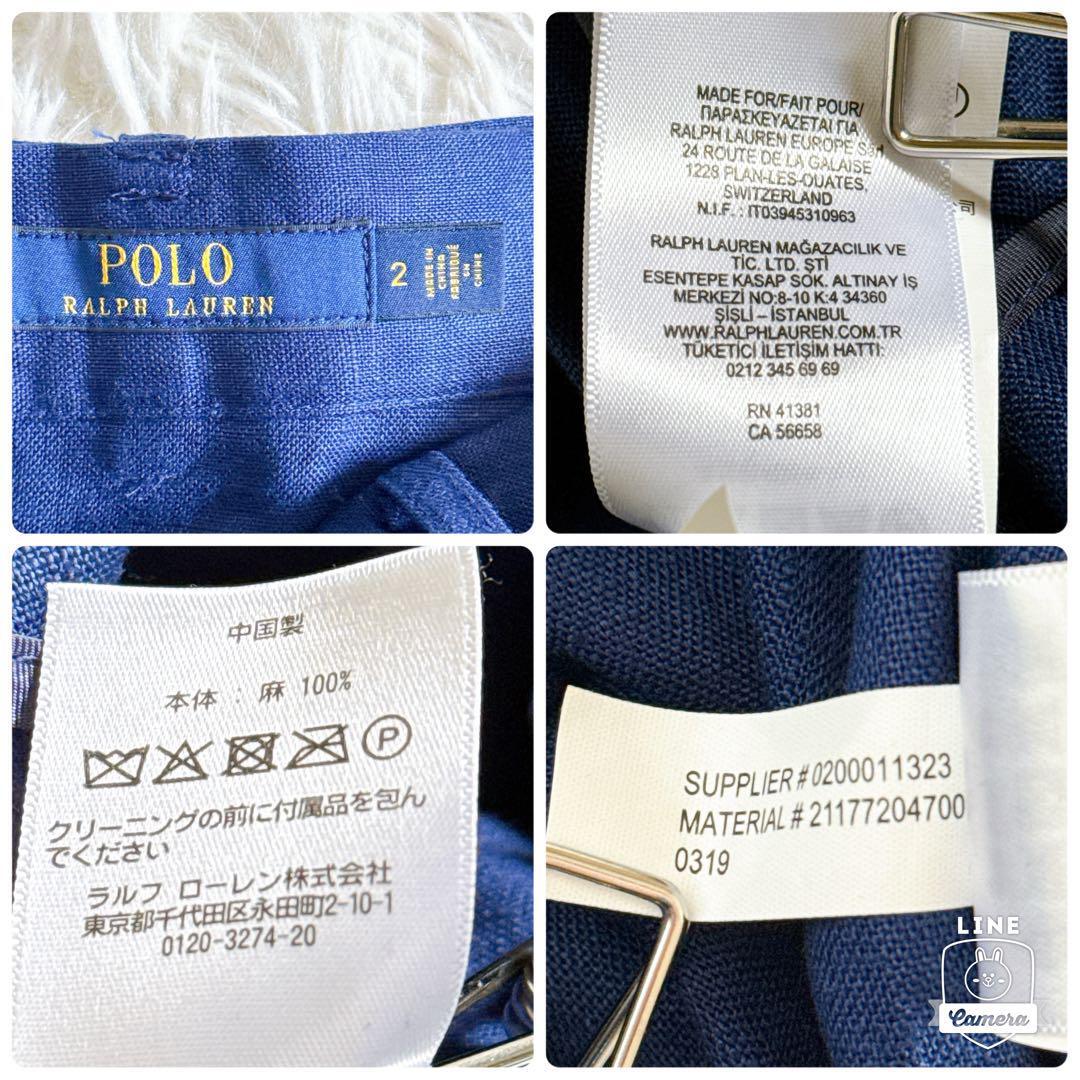 POLO
RALPH LAUREN
2
MADE IN
CHINA
FABRIQUÉ
EN
CHINE
MADE FOR/FAIT POUR/
ΠΑΡΑΣΚΕΥΑΖΕΤΑΙ ΓΙΑ
RALPH LAUREN EUROPE
24 ROUTE DE LA GALAISE
1228 PLAN-LES-OUATES,
SWITZERLAND
N.I.F. : IT03945310963
RALPH LAUREN MAĞAZACILIK VE
TİC. LTD. ŞTİ
ESENTEPE KASAP SOK. ALTINAY İŞ
MERKEZİ NO:8-10 K:4 34360
ŞİŞLİ – İSTANBUL
WWW.RALPHLAUREN.COM.TR
TÜKETİCİ İLETİŞİM HATTI:
0212 345 69 69
RN 41381
CA 56658
司
中国製
本体 : 麻 100%
P
クリーニングの前に付属品を包ん
でください
ラルフ ローレン株式会社
東京都千代田区永田町2-10-1
0120-3274-20
SUPPLIER # 0200011323
MATERIAL # 21177204700
0319
LINE
Camera